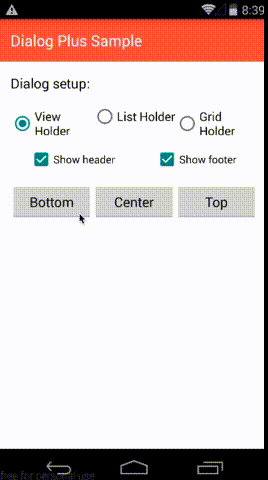 8:39
Dialog Plus Sample
Dialog setup:
View Holder
List Holder
Grid Holder
Show header
Show footer
Bottom
Center
Top
free for personal use